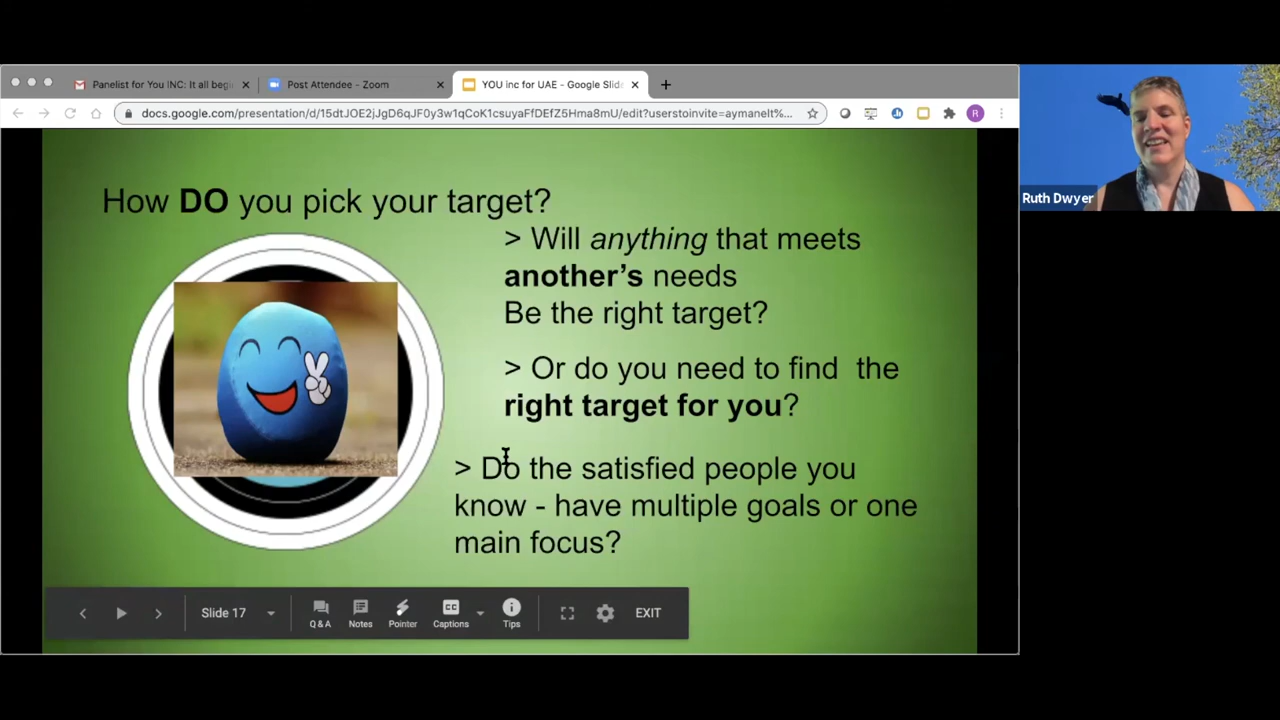 Panelist for You INC: It all begi
Post Attendee - Zoom
YOU inc for UAE - Google Slide
docs.google.com/presentation/d/15dtJOE2jJgD6qJF0y3w1qCoK1csuyaFfDEfZ5Hma8mU/edit?userstoinvite=aymanelt%...
R
Ruth Dwyer
How DO you pick your target?
> Will anything that meets
another's needs
Be the right target?
> Or do you need to find the
right target for you?
> Do the satisfied people you
know - have multiple goals or one
main focus?
Slide 17
Q & A
Notes
Pointer
CC
Captions
Tips
EXIT